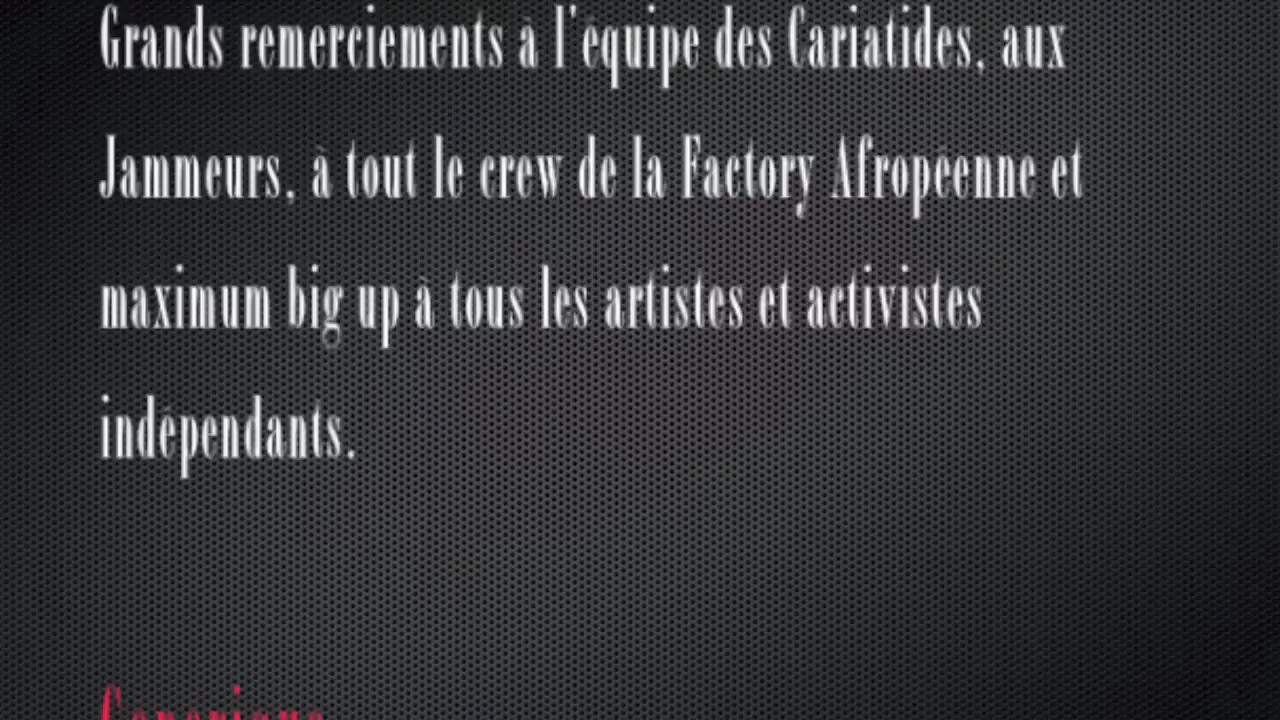 Grands remerciements à l'équipe des Cariatides, aux
Jammeurs, à tout le crew de la Factory Afropéenne et
maximum big up à tous les artistes et activistes
indépendants.